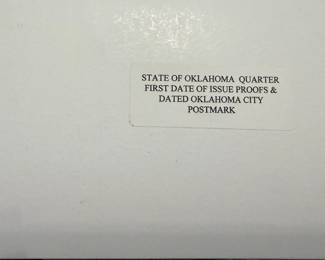 STATE OF OKLAHOMA QUARTER
FIRST DATE OF ISSUE PROOFS &
DATED OKLAHOMA CITY
POSTMARK